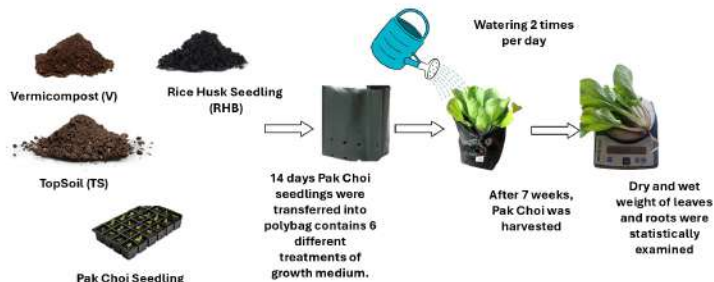 Vermicompost (V)
Rice Husk Seedling
(RHB)
TopSoil (TS)
Pak Choi Seedling
14 days Pak Choi
seedlings were
transferred into
polybag contains 6
different
treatments of
growth medium.
Watering 2 times
per day
After 7 weeks,
Pak Choi was
harvested
Dry and wet
weight of leaves
and roots were
statistically
examined